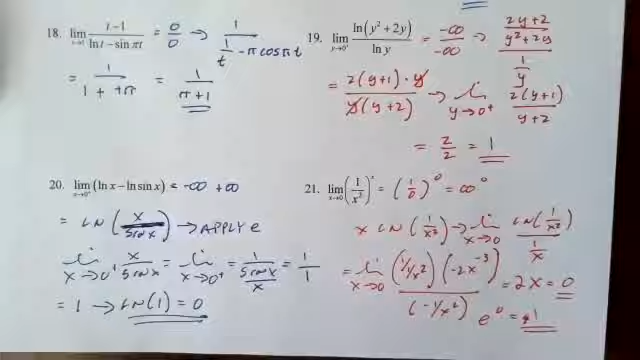 18. lim t→1 (t−1)/(ln t − sin πt) = 0/0 → 1/(1/t − π cos πt)
= 1/(1 + +π) = 1/(π+1)
19. lim y→0⁺ ln(y² + 2y)/ln y = −∞/−∞ → ((2y+2)/(y²+2y))/(1/y)
= 2(y+1)·y/(y(y+2)) → lim y→0⁺ 2(y+1)/(y+2)
= 2/2 = 1
20. lim x→0⁺ (ln x − ln sin x) = −∞ + ∞
= LN(x/sin x) → APPLY e
lim x→0⁺ x/sin x = lim x→0⁺ = 1/(sin x/x) = 1/1
= 1 → LN(1) = 0
21. lim x→0 (1/x²)^x = (1/0)^0 = ∞^0
x LN(1/x²) → lim x→0 LN(1/x²)/(1/x)
= lim x→0 (1/1/x²)(−2x⁻³)/(−1/x²) = 2x = 0
e⁰ = 1